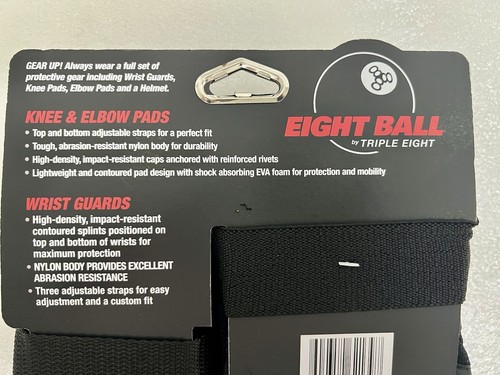 GEAR UP! Always wear a full set of
protective gear including Wrist Guards,
Knee Pads, Elbow Pads and a Helmet.
EIGHT BALL
by TRIPLE EIGHT
KNEE & ELBOW PADS
• Top and bottom adjustable straps for a perfect fit
• Tough, abrasion-resistant nylon body for durability
• High-density, impact-resistant caps anchored with reinforced rivets
• Lightweight and contoured pad design with shock absorbing EVA foam for protection and mobility
WRIST GUARDS
• High-density, impact-resistant
contoured splints positioned on
top and bottom of wrists for
maximum protection
• NYLON BODY PROVIDES EXCELLENT
ABRASION RESISTANCE
• Three adjustable straps for easy
adjustment and a custom fit